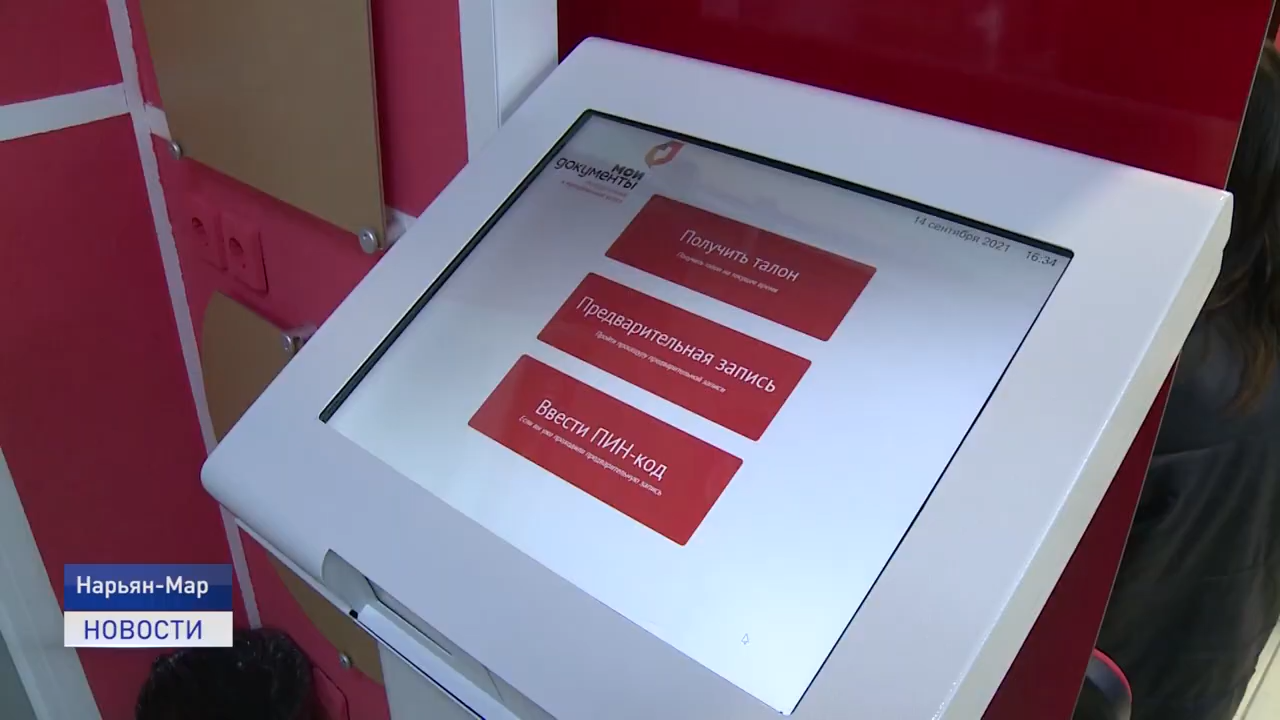 мои
документы
14 сентября 2021 16:34
Получить талон
Получить талон на текущее время
Предварительная запись
Пройти процедуру предварительной записи
Ввести ПИН-код
Если вы уже проходили предварительную запись
Нарьян-Мар
НОВОСТИ